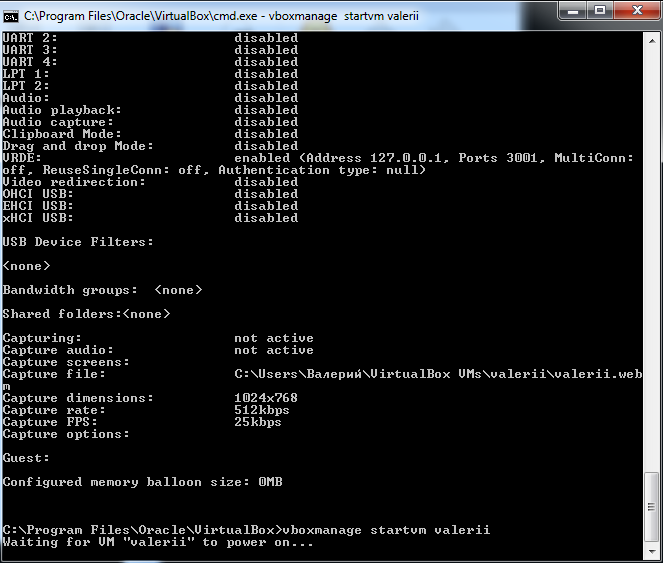 C:\Program Files\Oracle\VirtualBox\cmd.exe - vboxmanage  startvm valerii
UART 2:                      disabled
UART 3:                      disabled
UART 4:                      disabled
LPT 1:                       disabled
LPT 2:                       disabled
Audio:                       disabled
Audio playback:              disabled
Audio capture:               disabled
Clipboard Mode:              disabled
Drag and drop Mode:          disabled
VRDE:                        enabled (Address 127.0.0.1, Ports 3001, MultiConn:
off, ReuseSingleConn: off, Authentication type: null)
Video redirection:           disabled
OHCI USB:                    disabled
EHCI USB:                    disabled
xHCI USB:                    disabled
USB Device Filters:
<none>
Bandwidth groups:  <none>
Shared folders:<none>
Capturing:                   not active
Capture audio:               not active
Capture screens:
Capture file:                C:\Users\Валерий\VirtualBox VMs\valerii\valerii.web
m
Capture dimensions:          1024x768
Capture rate:                512kbps
Capture FPS:                 25kbps
Capture options:
Guest:
Configured memory balloon size: 0MB
C:\Program Files\Oracle\VirtualBox>vboxmanage startvm valerii
Waiting for VM "valerii" to power on...